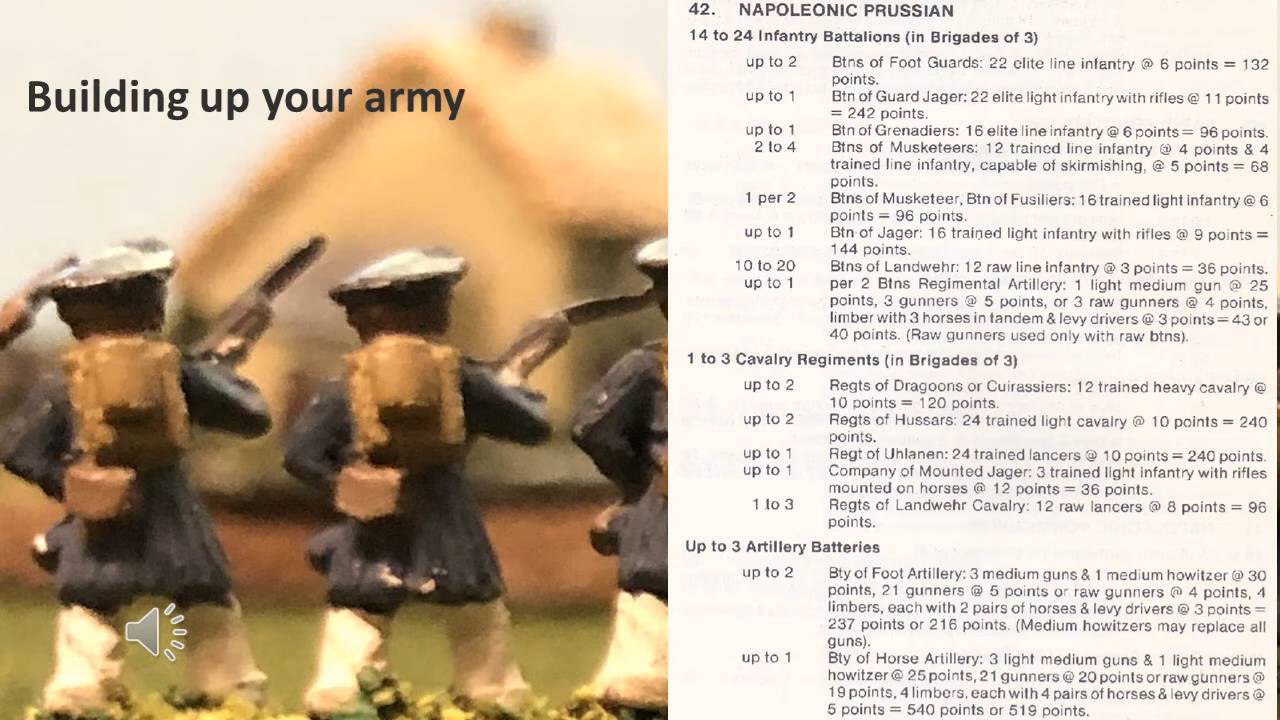 Building up your army
42. NAPOLEONIC PRUSSIAN
14 to 24 Infantry Battalions (in Brigades of 3)
up to 2 Btns of Foot Guards: 22 elite line infantry @ 6 points = 132
points.
up to 1 Btn of Guard Jager: 22 elite light infantry with rifles @ 11 points
= 242 points.
up to 1 Btn of Grenadiers: 16 elite line infantry @ 6 points = 96 points.
2 to 4 Btns of Musketeers: 12 trained line infantry @ 4 points & 4
trained line infantry, capable of skirmishing, @ 5 points = 68
points.
1 per 2 Btns of Musketeer, Btn of Fusiliers: 16 trained light infantry @ 6
points = 96 points.
up to 1 Btn of Jager: 16 trained light infantry with rifles @ 9 points =
144 points.
10 to 20 Btns of Landwehr: 12 raw line infantry @ 3 points = 36 points.
up to 1 per 2 Btns Regimental Artillery: 1 light medium gun @ 25
points, 3 gunners @ 5 points, or 3 raw gunners @ 4 points,
limber with 3 horses in tandem & levy drivers @ 3 points = 43 or
40 points. (Raw gunners used only with raw btns).
1 to 3 Cavalry Regiments (in Brigades of 3)
up to 2 Regts of Dragoons or Cuirassiers: 12 trained heavy cavalry @
10 points = 120 points.
up to 2 Regts of Hussars: 24 trained light cavalry @ 10 points = 240
points.
up to 1 Regt of Uhlanen: 24 trained lancers @ 10 points = 240 points.
up to 1 Company of Mounted Jager: 3 trained light infantry with rifles
mounted on horses @ 12 points = 36 points.
1 to 3 Regts of Landwehr Cavalry: 12 raw lancers @ 8 points = 96
points.
Up to 3 Artillery Batteries
up to 2 Bty of Foot Artillery: 3 medium guns & 1 medium howitzer @ 30
points, 21 gunners @ 5 points or raw gunners @ 4 points, 4
limbers, each with 2 pairs of horses & levy drivers @ 3 points =
237 points or 216 points. (Medium howitzers may replace all
guns).
up to 1 Bty of Horse Artillery: 3 light medium guns & 1 light medium
howitzer @ 25 points, 21 gunners @ 20 points or raw gunners @
19 points, 4 limbers, each with 4 pairs of horses & levy drivers @
5 points = 540 points or 519 points.